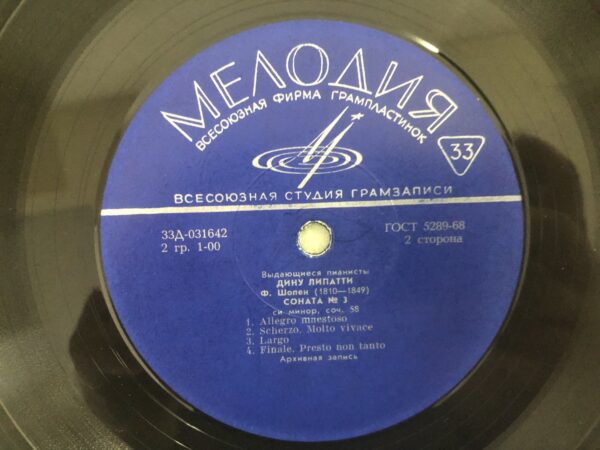 МЕЛОДИЯ
ВСЕСОЮЗНАЯ ФИРМА ГРАМПЛАСТИНОК
33
ВСЕСОЮЗНАЯ СТУДИЯ ГРАМЗАПИСИ
33Д-031642
ГОСТ 5289-68
2 гр. 1-00
2 сторона
Выдающиеся пианисты
ДИНУ ЛИПАТТИ
Ф. Шопен (1810—1849)
СОНАТА № 3
си минор, соч. 58
1. Allegro mnestoso
2. Scherzo. Molto vivace
3. Largo
4. Finale. Presto non tanto
Архивная запись